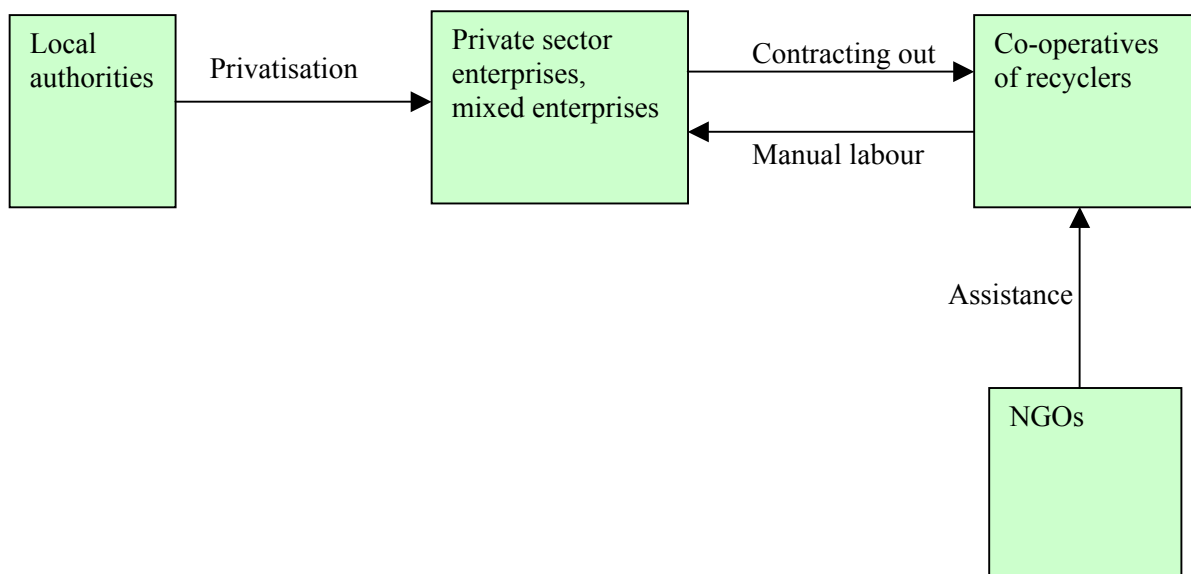 Local
authorities
Privatisation
Private sector
enterprises,
mixed enterprises
Contracting out
Manual labour
Co-operatives
of recyclers
Assistance
NGOs